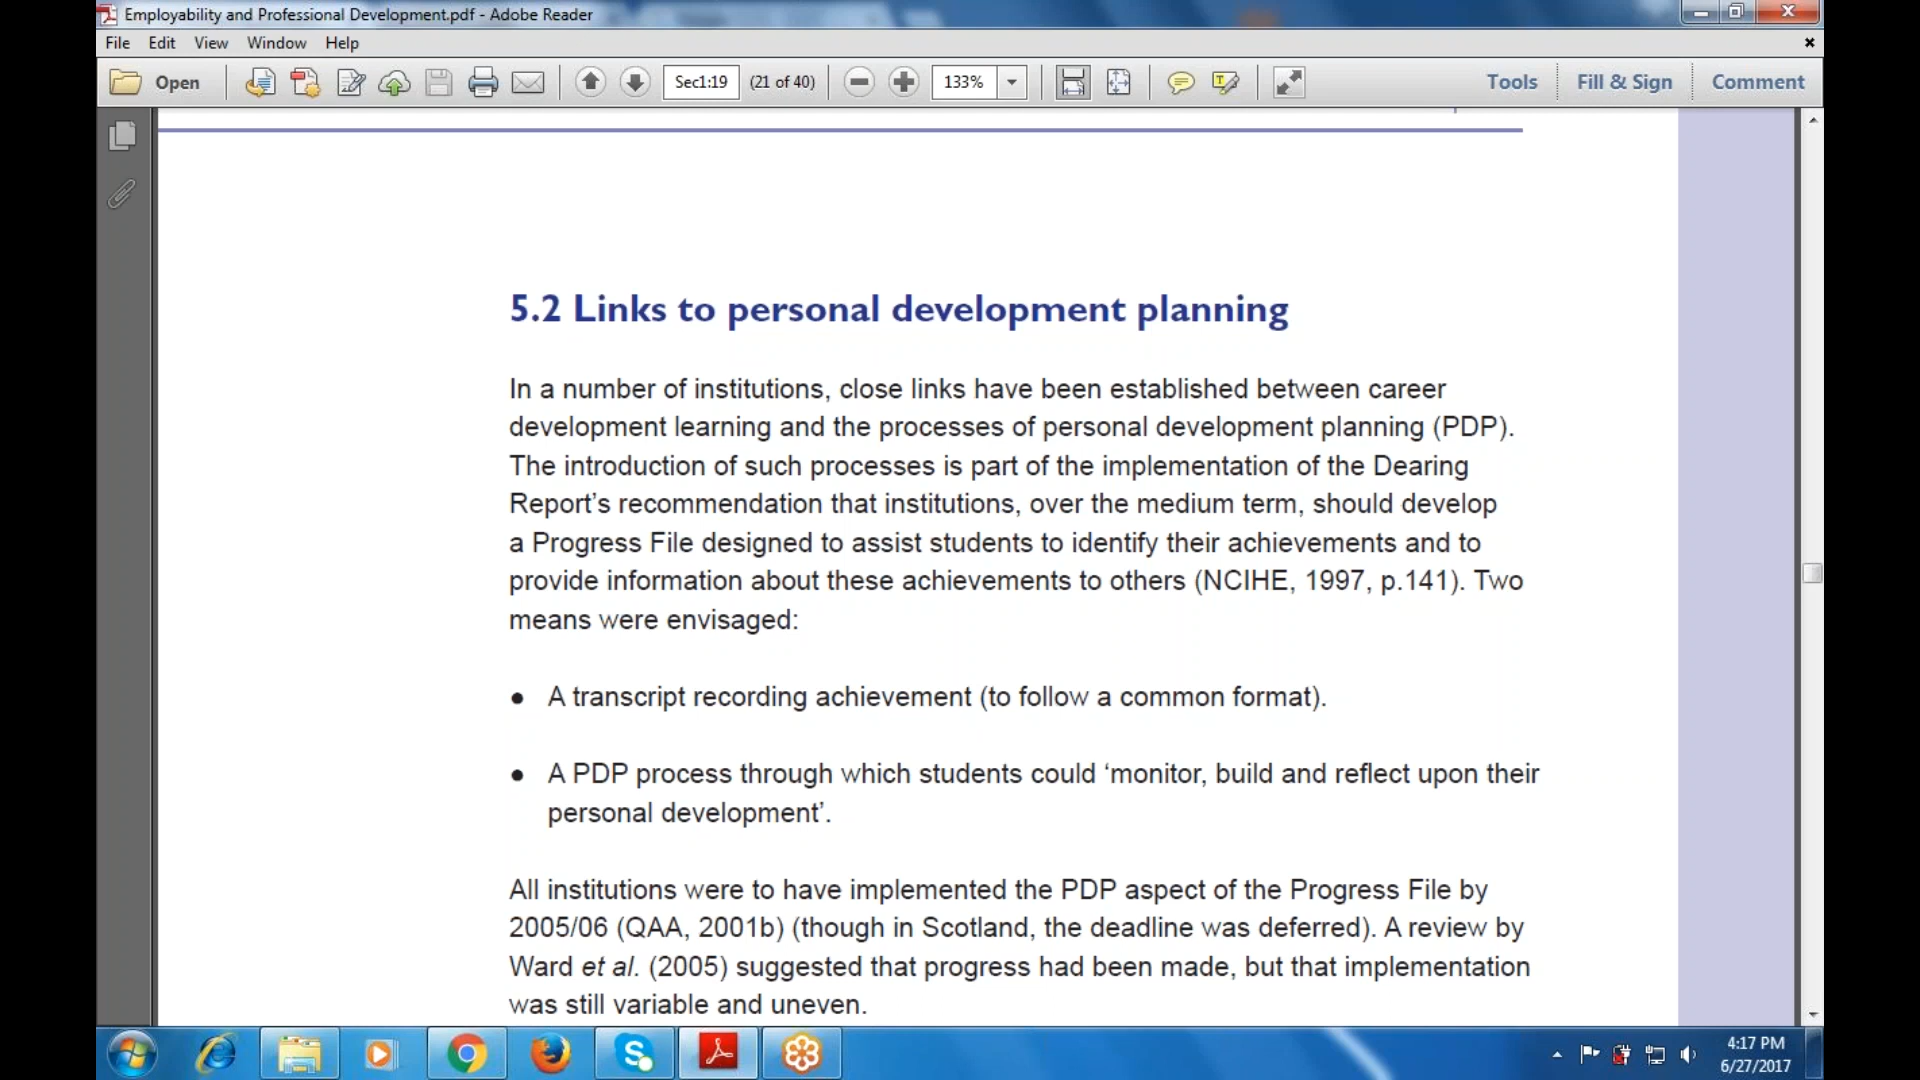 Employability and Professional Development.pdf - Adobe Reader
File Edit View Window Help
Open Sec1:19 (21 of 40) 133% Tools Fill & Sign Comment
5.2 Links to personal development planning
In a number of institutions, close links have been established between career
development learning and the processes of personal development planning (PDP).
The introduction of such processes is part of the implementation of the Dearing
Report’s recommendation that institutions, over the medium term, should develop
a Progress File designed to assist students to identify their achievements and to
provide information about these achievements to others (NCIHE, 1997, p.141). Two
means were envisaged:
● A transcript recording achievement (to follow a common format).
● A PDP process through which students could ‘monitor, build and reflect upon their
personal development’.
All institutions were to have implemented the PDP aspect of the Progress File by
2005/06 (QAA, 2001b) (though in Scotland, the deadline was deferred). A review by
Ward et al. (2005) suggested that progress had been made, but that implementation
was still variable and uneven.
4:17 PM
6/27/2017